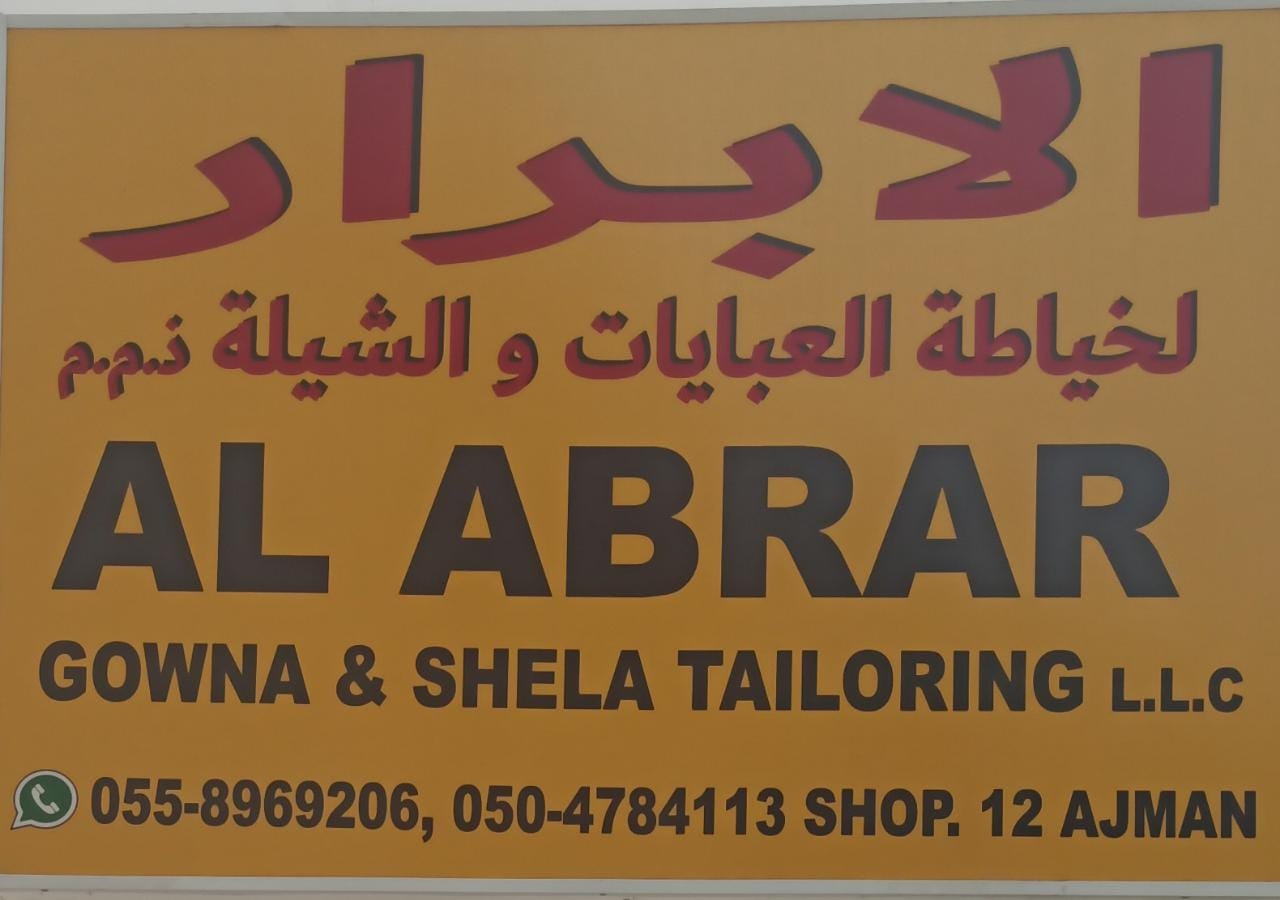 الابرار
لخياطة العبايات و الشيلة ذ.م.م
AL ABRAR
GOWNA & SHELA TAILORING L.L.C
055-8969206, 050-4784113 SHOP. 12 AJMAN